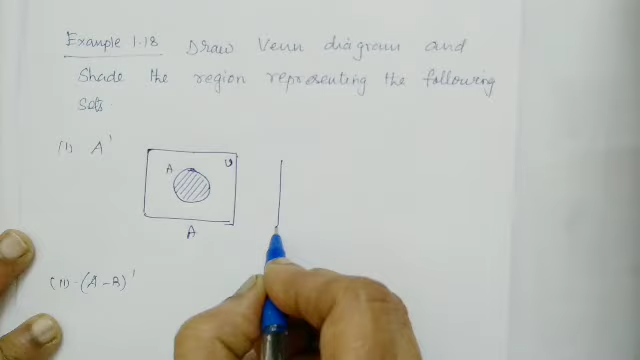 Example 1.18 Draw Venn diagram and
Shade the region representing the following
Sets.
(i) A'
A
U
A
(ii) (A - B)'